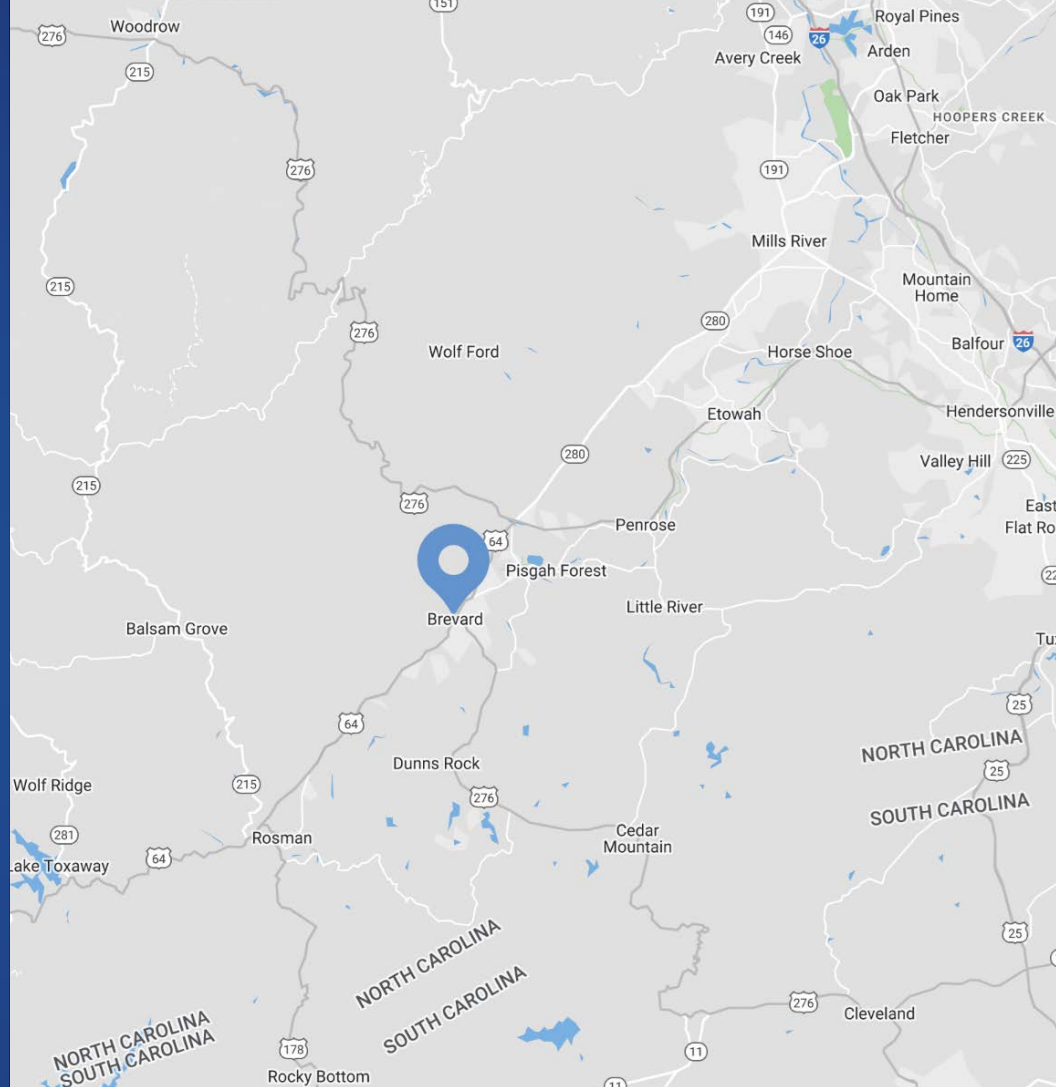 151
191
Royal Pines
Woodrow
276
146
26
Arden
Avery Creek
215
Oak Park
HOOPERS CREEK
Fletcher
276
191
Mills River
215
Mountain
Home
280
276
Balfour
26
Wolf Ford
Horse Shoe
Etowah
Hendersonville
280
Valley Hill
225
215
276
East
Flat Ro
Penrose
64
Pisgah Forest
22
Brevard
Little River
Balsam Grove
Tux
25
64
NORTH CAROLINA
Dunns Rock
25
Wolf Ridge
215
276
SOUTH CAROLINA
281
Rosman
Cedar
Mountain
64
Lake Toxaway
25
NORTH CAROLINA
SOUTH CAROLINA
276
Cleveland
NORTH CAROLINA
SOUTH CAROLINA
178
11
Rocky Bottom
11